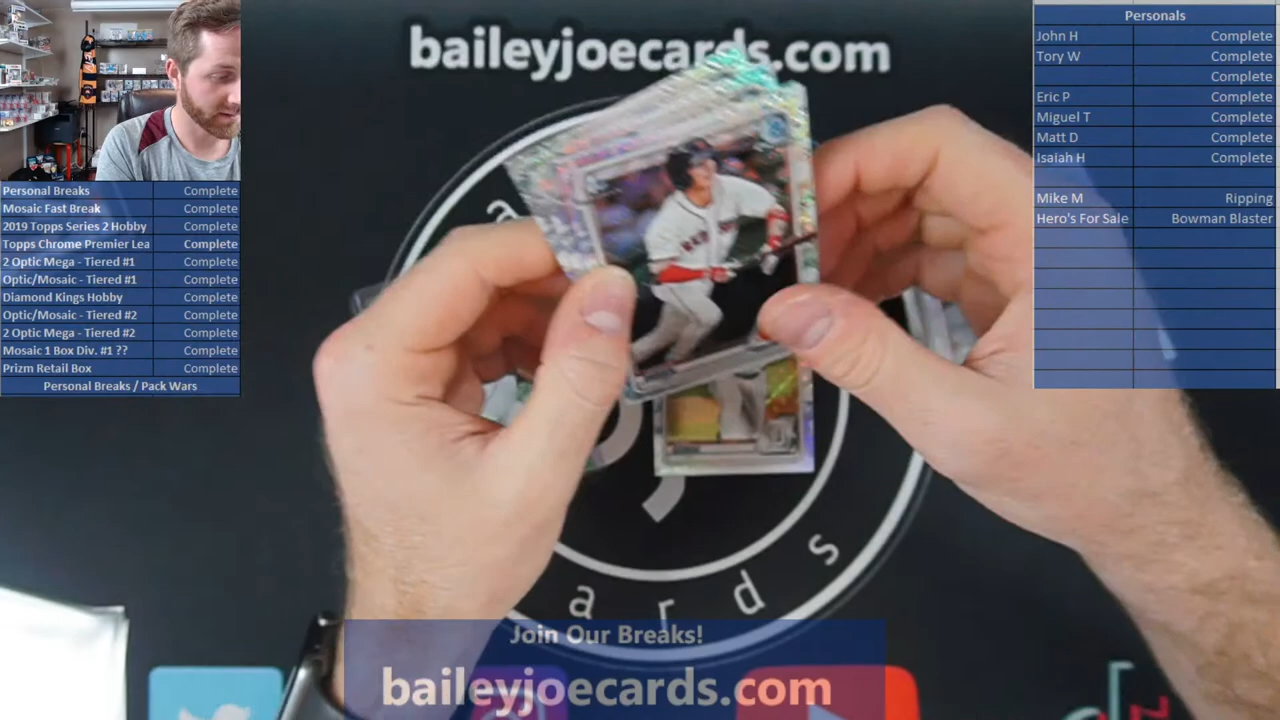 baileyjoecards.com
Personal Breaks Complete
Mosaic Fast Break Complete
2019 Topps Series 2 Hobby Complete
Topps Chrome Premier Lea Complete
2 Optic Mega - Tiered #1 Complete
Optic/Mosaic - Tiered #1 Complete
Diamond Kings Hobby Complete
Optic/Mosaic - Tiered #2 Complete
2 Optic Mega - Tiered #2 Complete
Mosaic 1 Box Div. #1 ?? Complete
Prizm Retail Box Complete
Personal Breaks / Pack Wars
Personals
John H Complete
Tory W Complete
Complete
Eric P Complete
Miguel T Complete
Matt D Complete
Isaiah H Complete
Mike M Ripping
Hero's For Sale Bowman Blaster
a
a r d s
Join Our Breaks!
baileyjoecards.com